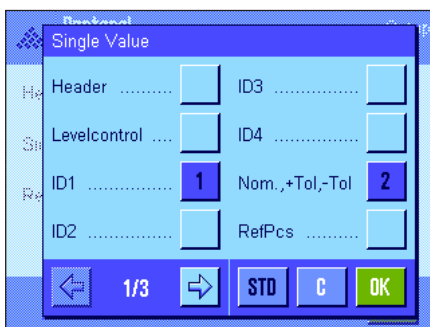 Single Value
Header .......... ID3 ................
Levelcontrol .... ID4 ................
ID1 ................ 1 Nom.,+Tol,-Tol 2
ID2 ................ RefPcs ..........
1/3 STD C OK